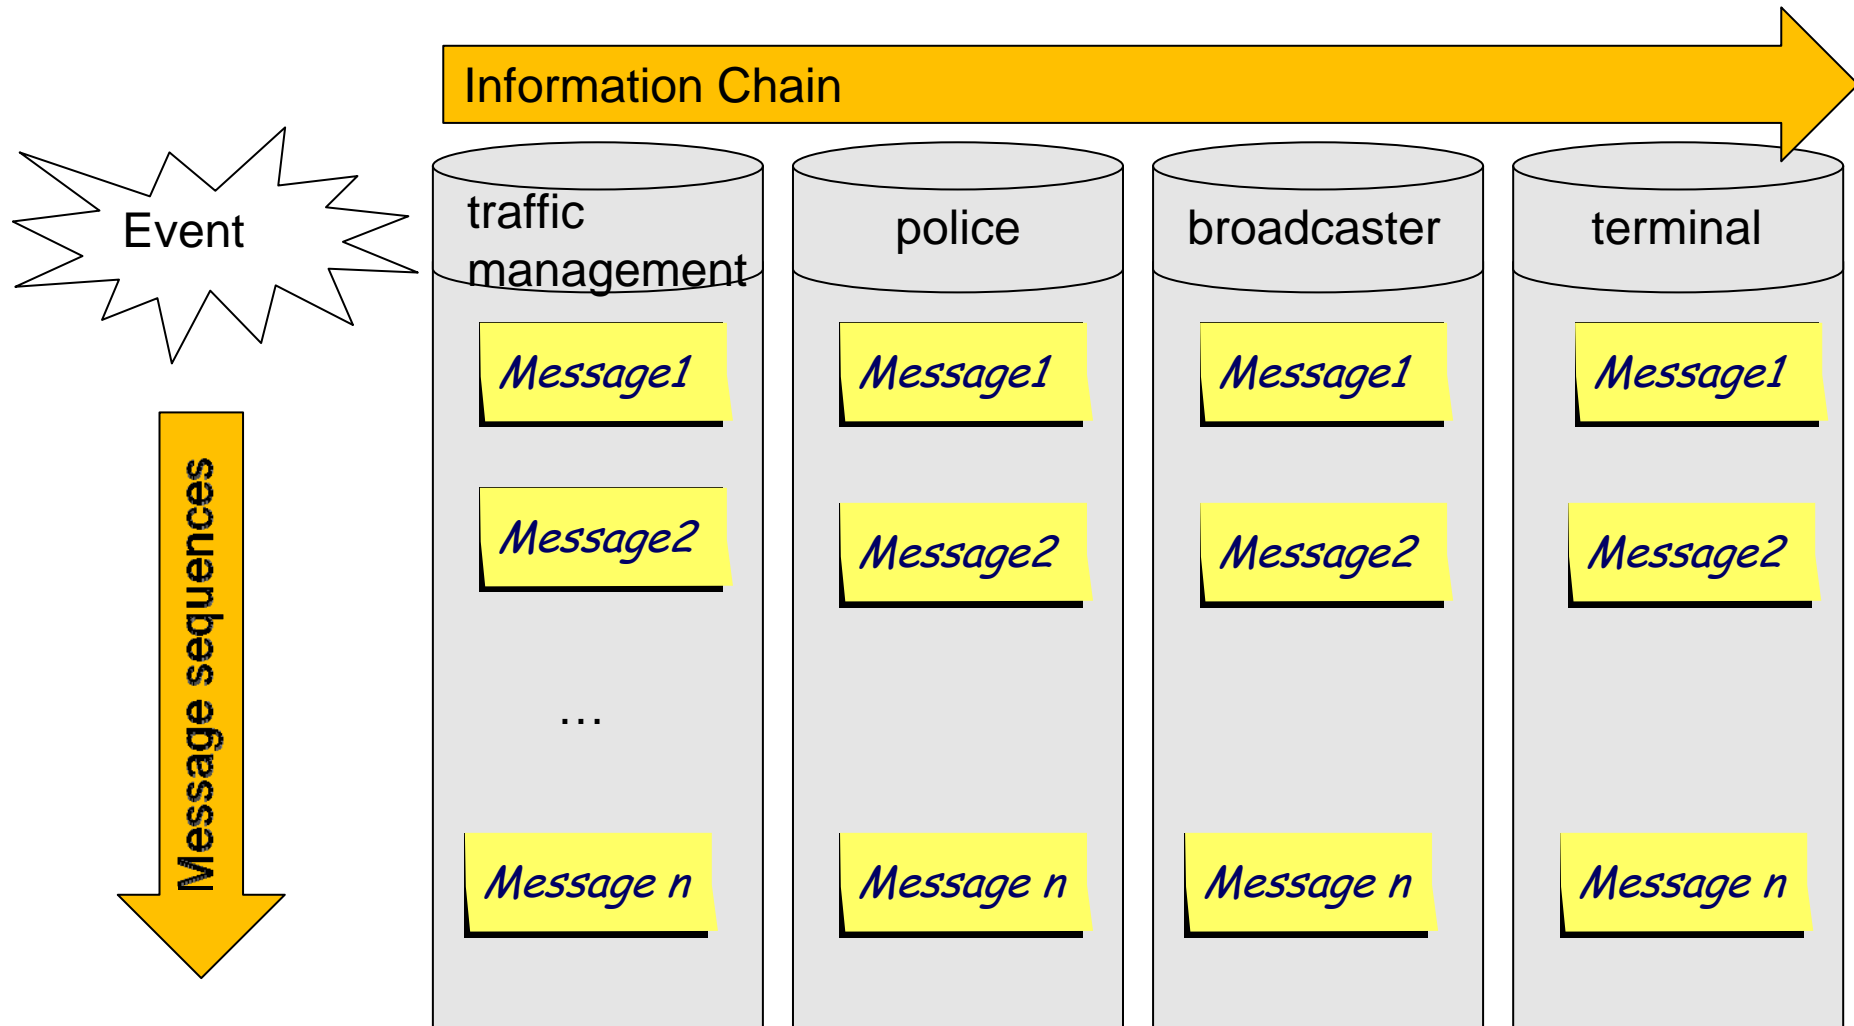 Information Chain
Event
traffic
management
police
broadcaster
terminal
Message1
Message1
Message1
Message1
Message2
Message2
Message2
Message2
...
Message n
Message n
Message n
Message n
Message sequences